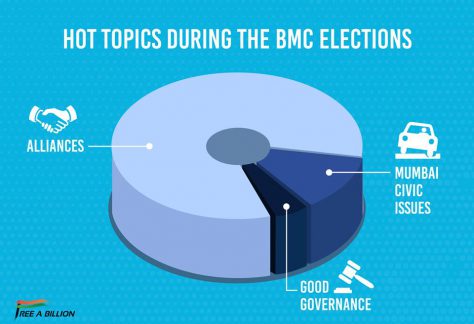 HOT TOPICS DURING THE BMC ELECTIONS
ALLIANCES
MUMBAI
CIVIC
ISSUES
GOOD
GOVERNANCE
FREE A BILLION